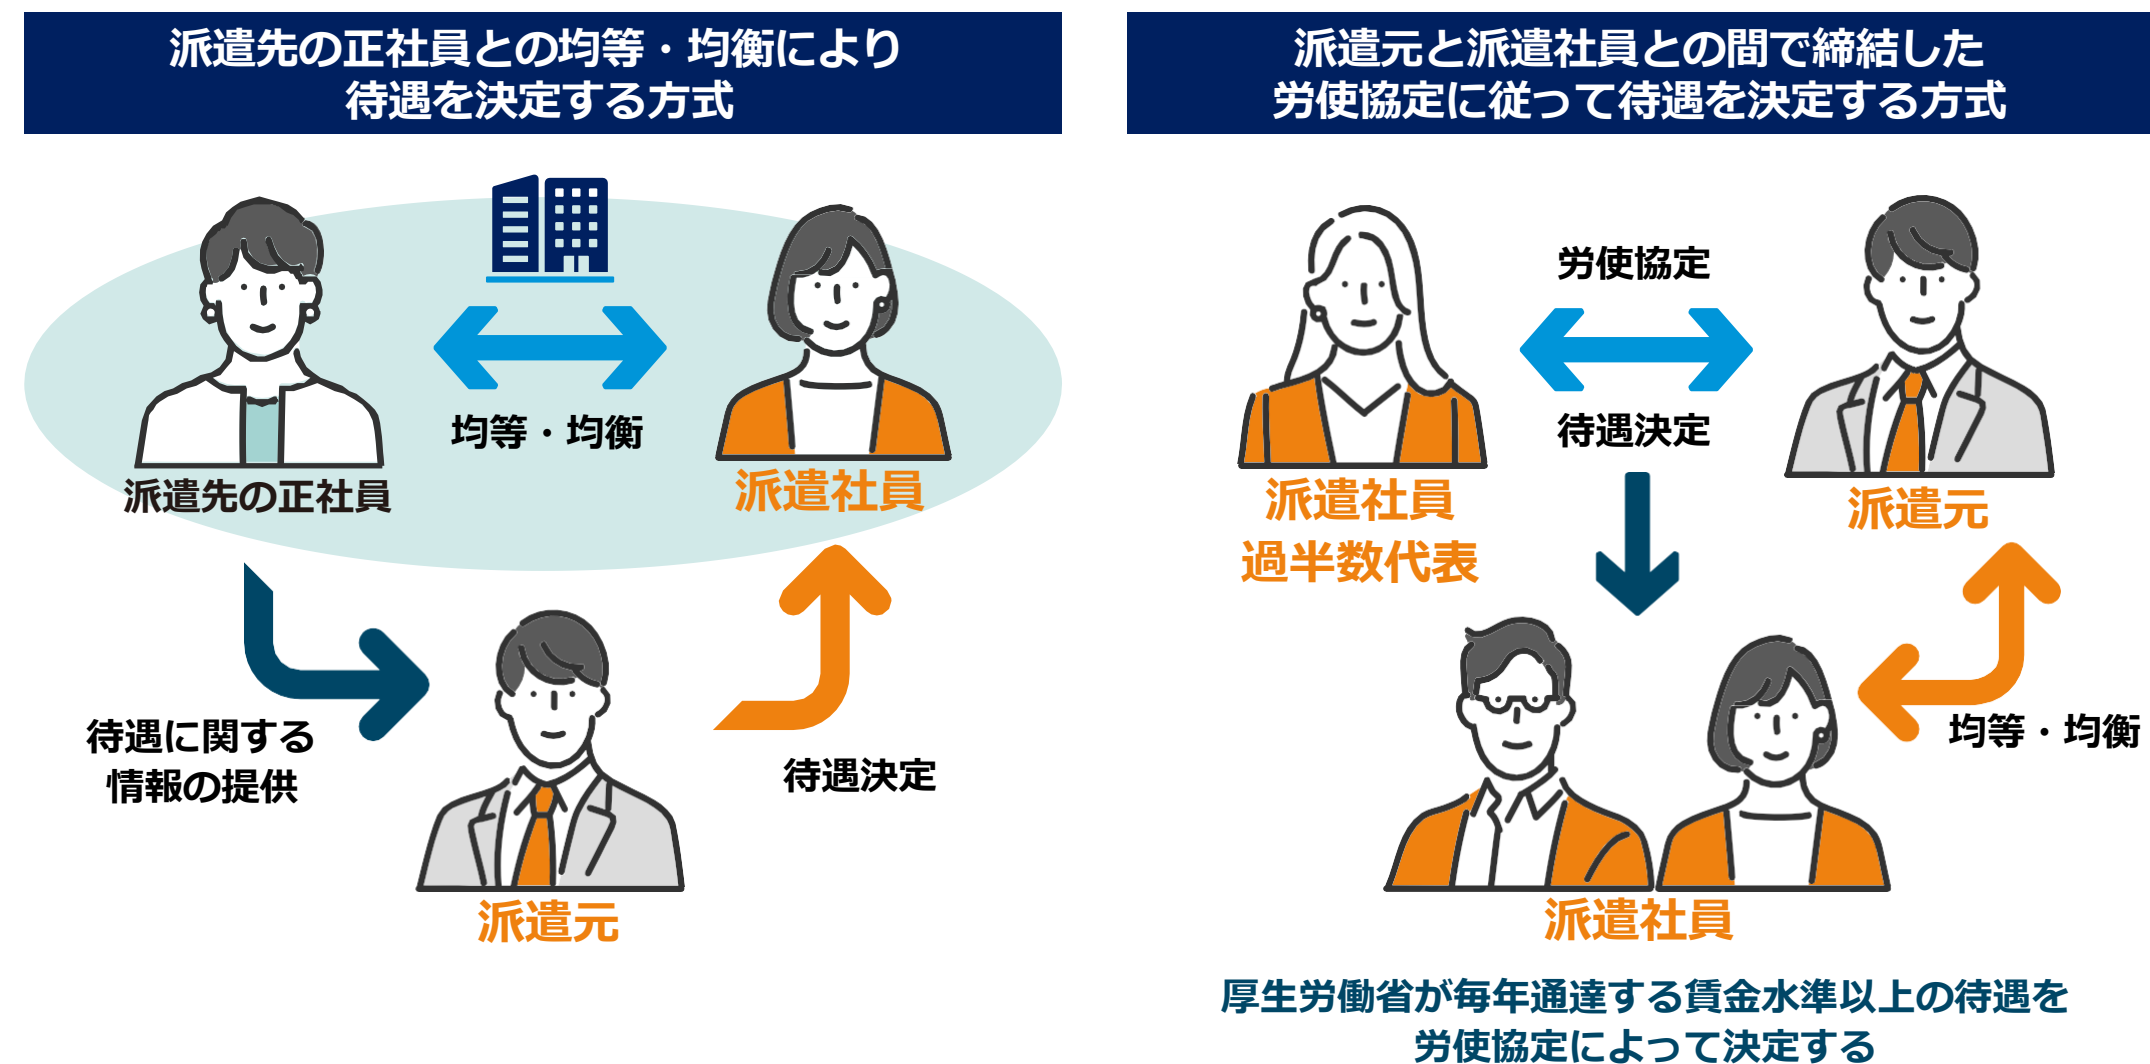 派遣先の正社員との均等・均衡により
待遇を決定する方式
均等・均衡
派遣先の正社員
派遣社員
待遇に関する
情報の提供
待遇決定
派遣元
派遣元と派遣社員との間で締結した
労使協定に従って待遇を決定する方式
労使協定
待遇決定
派遣社員
過半数代表
派遣元
均等・均衡
派遣社員
厚生労働省が毎年通達する賃金水準以上の待遇を
労使協定によって決定する